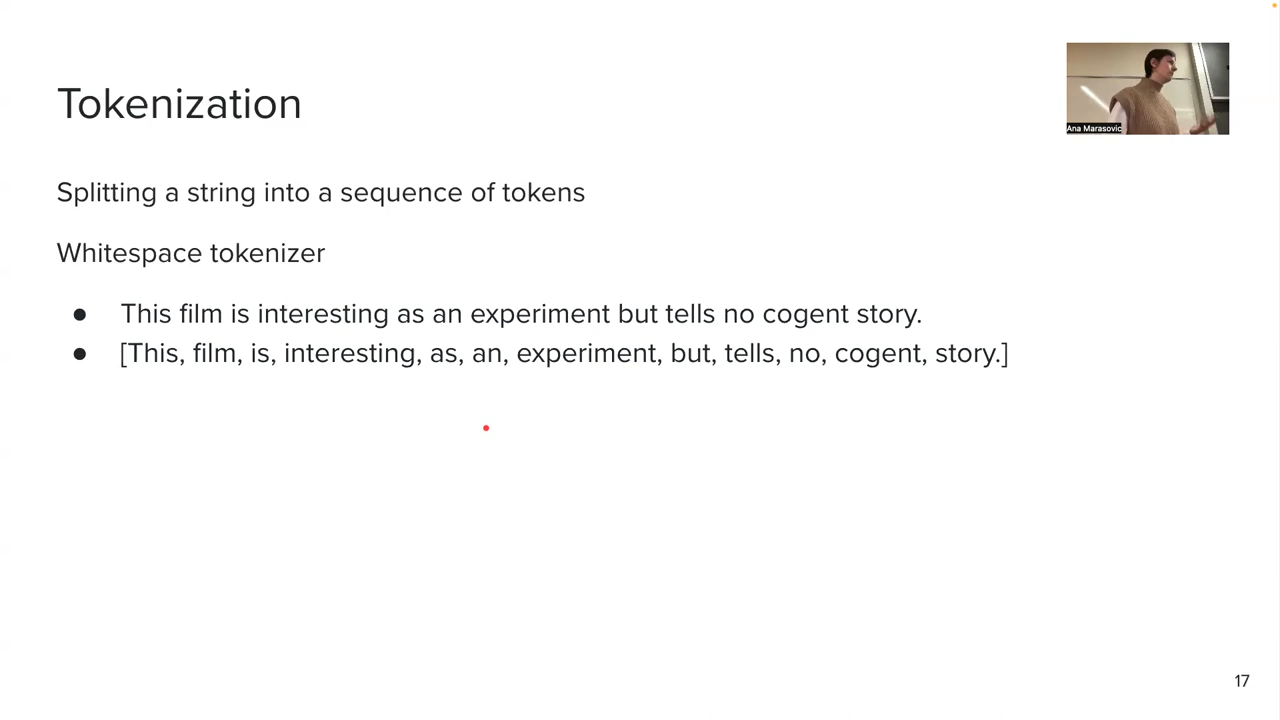 Tokenization
Ana Marasovic
Splitting a string into a sequence of tokens
Whitespace tokenizer
● This film is interesting as an experiment but tells no cogent story.
● [This, film, is, interesting, as, an, experiment, but, tells, no, cogent, story.]
17